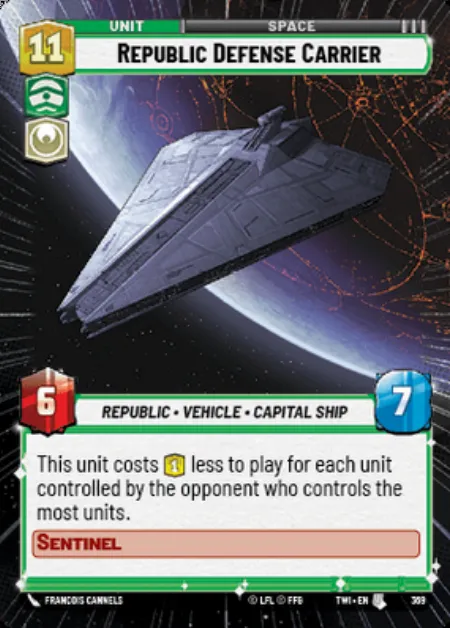 UNIT SPACE
11 REPUBLIC DEFENSE CARRIER
6 7
REPUBLIC • VEHICLE • CAPITAL SHIP
This unit costs 1 less to play for each unit
controlled by the opponent who controls the
most units.
SENTINEL
FRANCOIS CANNELS © LFL © FFG TWI • EN 369